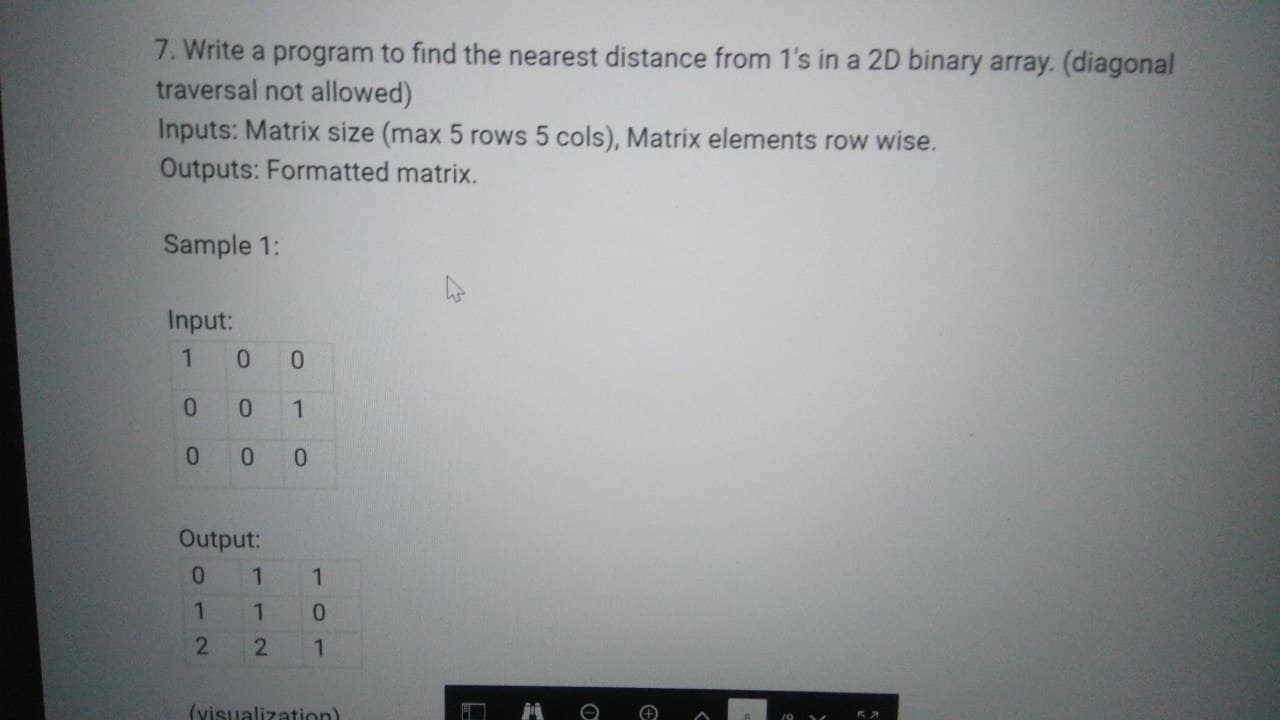 7. Write a program to find the nearest distance from 1's in a 2D binary array. (diagonal
traversal not allowed)
Inputs: Matrix size (max 5 rows 5 cols), Matrix elements row wise.
Outputs: Formatted matrix.
Sample 1:
Input:
1 0 0
0 0 1
0 0 0
Output:
0 1 1
1 1 0
2 2 1
(visualization)